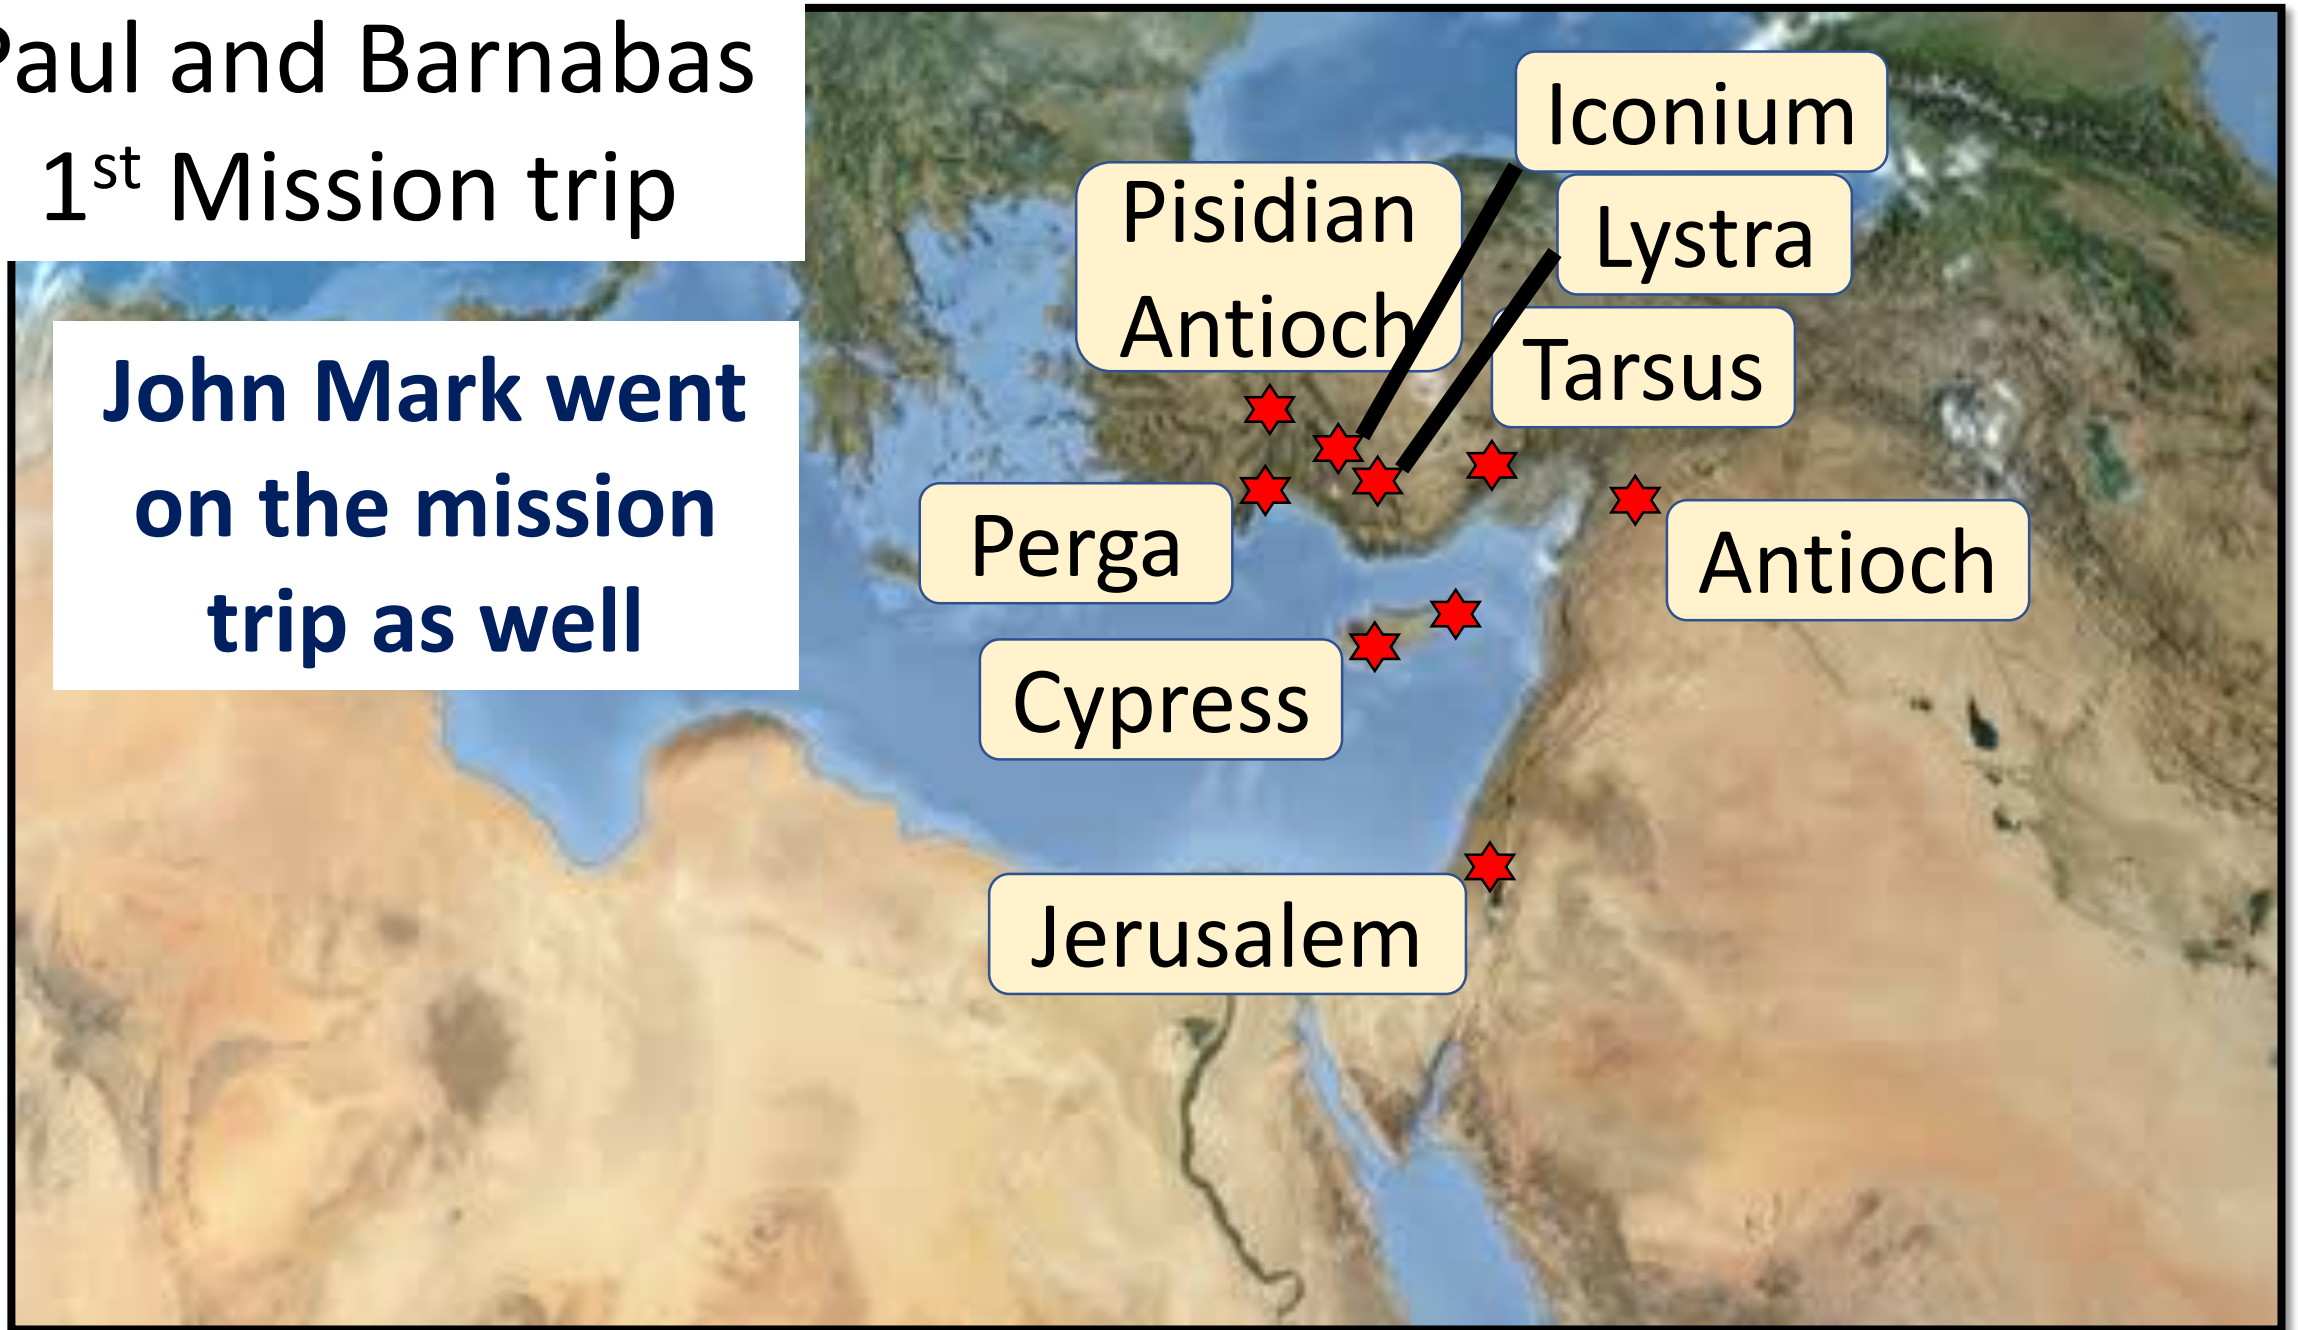 Paul and Barnabas
1st Mission trip
John Mark went
on the mission
trip as well
Iconium
Pisidian
Antioch
Lystra
Tarsus
Perga
Antioch
Cypress
Jerusalem